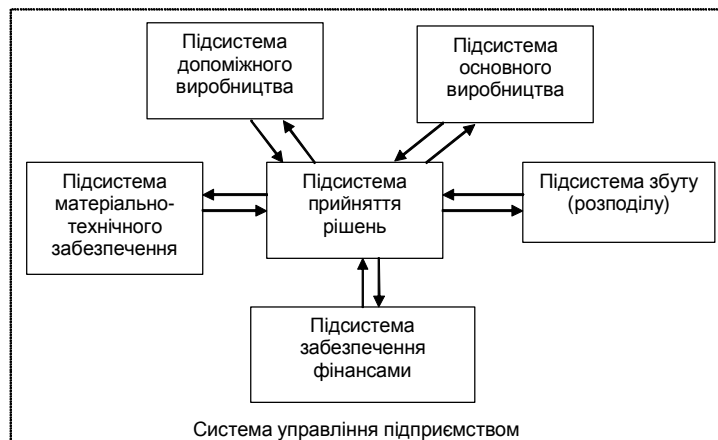 Підсистема
допоміжного
виробництва
Підсистема
основного
виробництва
Підсистема
матеріально-
технічного
забезпечення
Підсистема
прийняття
рішень
Підсистема збуту
(розподілу)
Підсистема
забезпечення
фінансами
Система управління підприємством